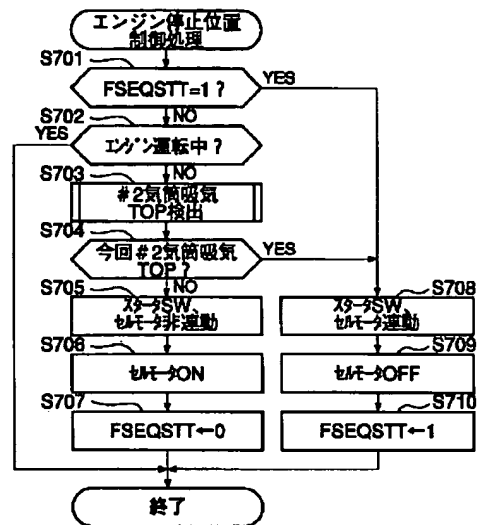 エンジン停止位置
制御処理
S701
FSEQSTT=1?
YES
NO
S702
YES
エンジン運転中?
NO
S703
#2気筒吸気
TOP検出
S704
今回#2気筒吸気
TOP?
YES
NO
S705
スタータSW、
セルモータ非連動
S708
スタータSW、
セルモータ連動
S706
セルモータON
S709
セルモータOFF
S707
FSEQSTT←0
S710
FSEQSTT←1
終了